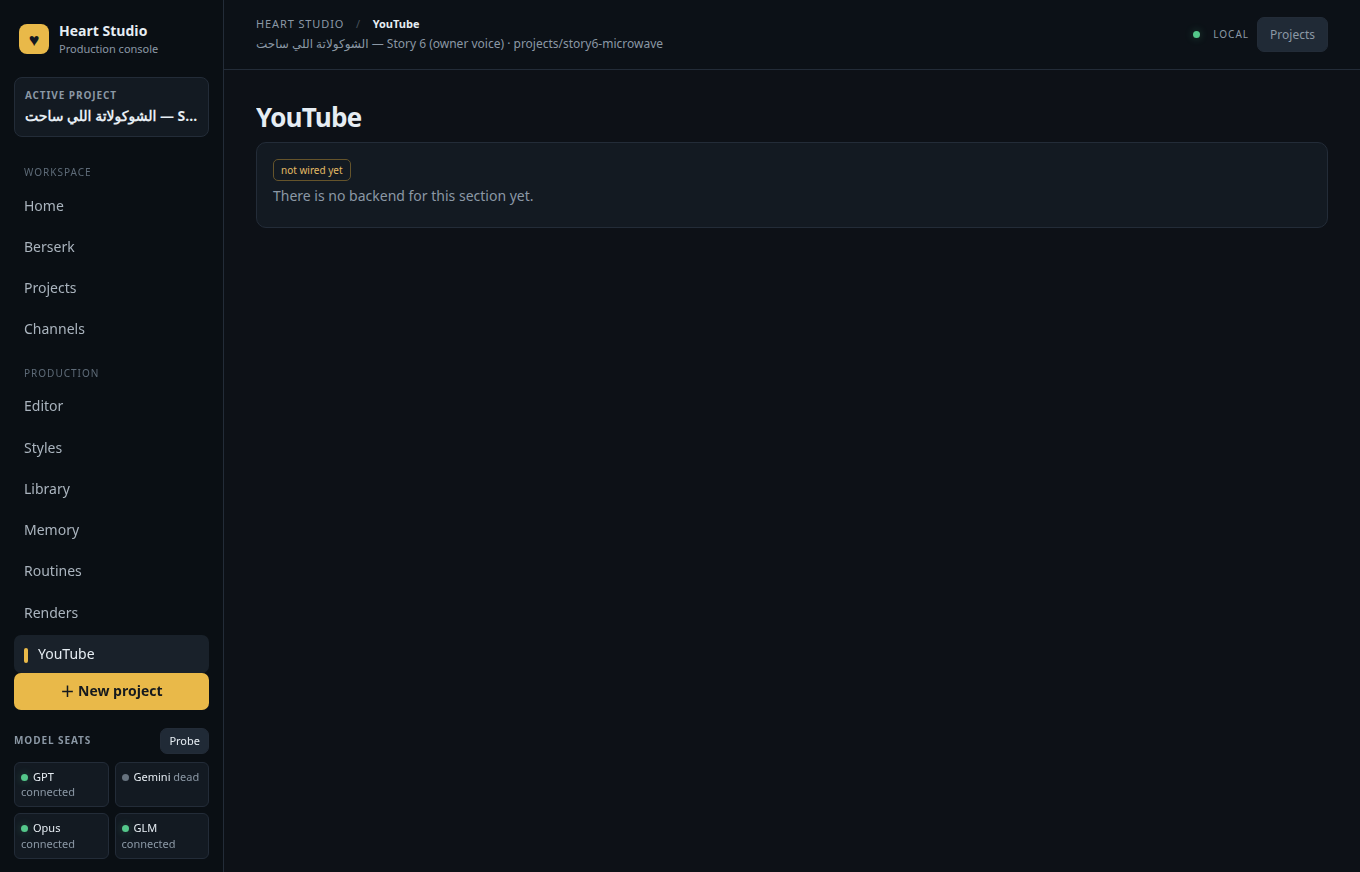 ♥
Heart Studio
Production console
ACTIVE PROJECT
الشوكولاتة اللي ساحت — S...
WORKSPACE
Home
Berserk
Projects
Channels
PRODUCTION
Editor
Styles
Library
Memory
Routines
Renders
YouTube
+ New project
MODEL SEATS
Probe
GPT
connected
Gemini dead
Opus
connected
GLM
connected
HEART STUDIO / YouTube
الشوكولاتة اللي ساحت — Story 6 (owner voice) · projects/story6-microwave
LOCAL
Projects
YouTube
not wired yet
There is no backend for this section yet.